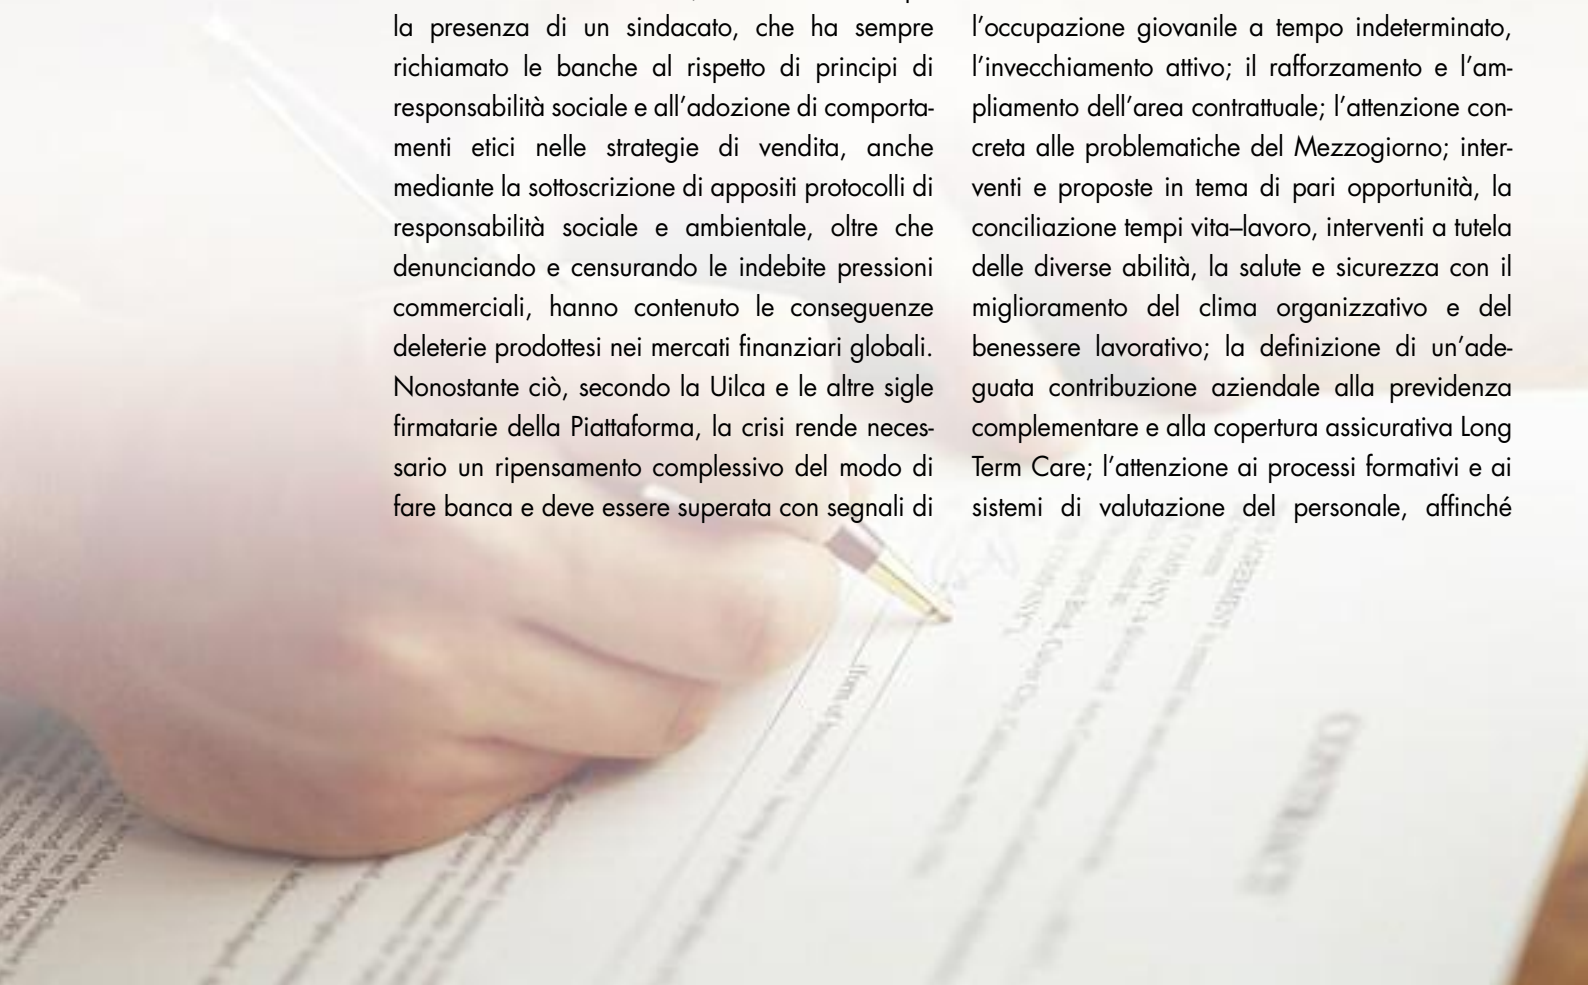 la presenza di un sindacato, che ha sempre
richiamato le banche al rispetto di principi di
responsabilità sociale e all'adozione di comporta-
menti etici nelle strategie di vendita, anche
mediante la sottoscrizione di appositi protocolli di
responsabilità sociale e ambientale, oltre che
denunciando e censurando le indebite pressioni
commerciali, hanno contenuto le conseguenze
deleterie prodottesi nei mercati finanziari globali.
Nonostante ciò, secondo la Uilca e le altre sigle
firmatarie della Piattaforma, la crisi rende neces-
sario un ripensamento complessivo del modo di
fare banca e deve essere superata con segnali di
l'occupazione giovanile a tempo indeterminato,
l'invecchiamento attivo; il rafforzamento e l'am-
pliamento dell'area contrattuale; l'attenzione con-
creta alle problematiche del Mezzogiorno; inter-
venti e proposte in tema di pari opportunità, la
conciliazione tempi vita–lavoro, interventi a tutela
delle diverse abilità, la salute e sicurezza con il
miglioramento del clima organizzativo e del
benessere lavorativo; la definizione di un'ade-
guata contribuzione aziendale alla previdenza
complementare e alla copertura assicurativa Long
Term Care; l'attenzione ai processi formativi e ai
sistemi di valutazione del personale, affinché
CONTRACT